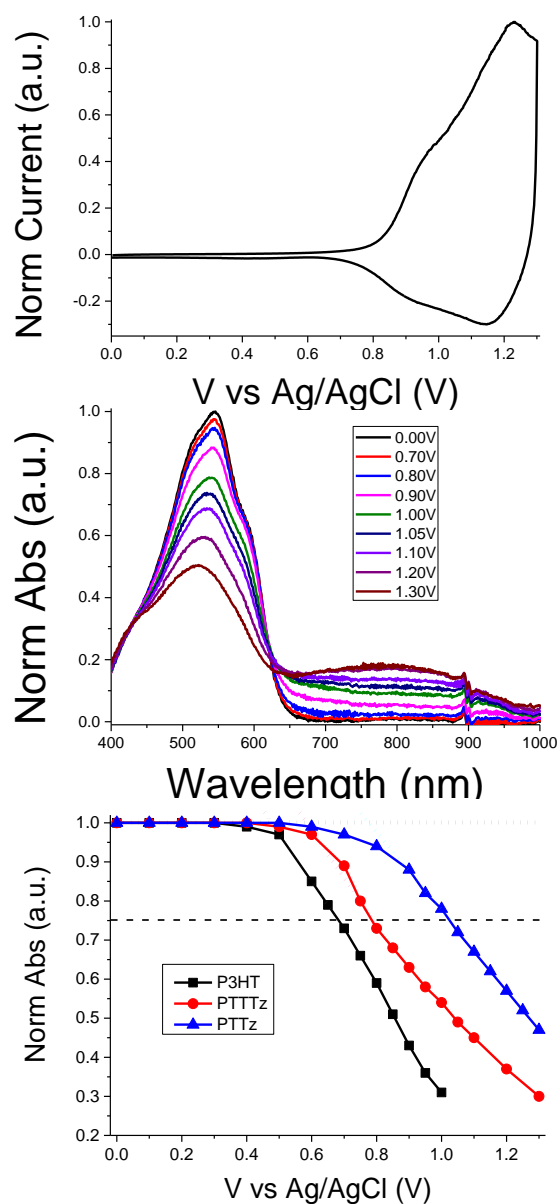 1.0
0.8
0.6
0.4
0.2
0.0
-0.2
Norm Current (a.u.)
0.0 0.2 0.4 0.6 0.8 1.0 1.2
V vs Ag/AgCl (V)
1.0
0.8
0.6
0.4
0.2
0.0
Norm Abs (a.u.)
0.00V
0.70V
0.80V
0.90V
1.00V
1.05V
1.10V
1.20V
1.30V
400 500 600 700 800 900 1000
Wavelength (nm)
1.0
0.9
0.8
0.7
0.6
0.5
0.4
0.3
0.2
Norm Abs (a.u.)
P3HT
PTTTz
PTTz
0.0 0.2 0.4 0.6 0.8 1.0 1.2
V vs Ag/AgCl (V)